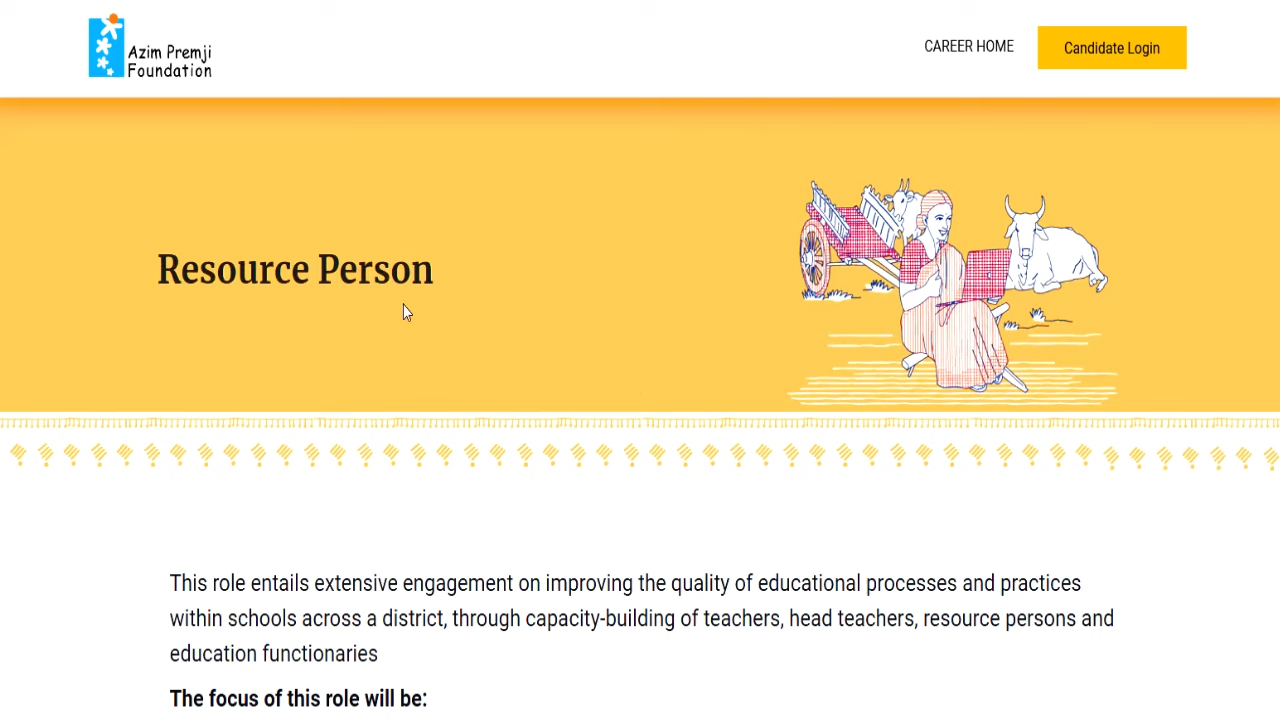 Azim Premji
Foundation
CAREER HOME
Candidate Login
Resource Person
This role entails extensive engagement on improving the quality of educational processes and practices
within schools across a district, through capacity-building of teachers, head teachers, resource persons and
education functionaries
The focus of this role will be: